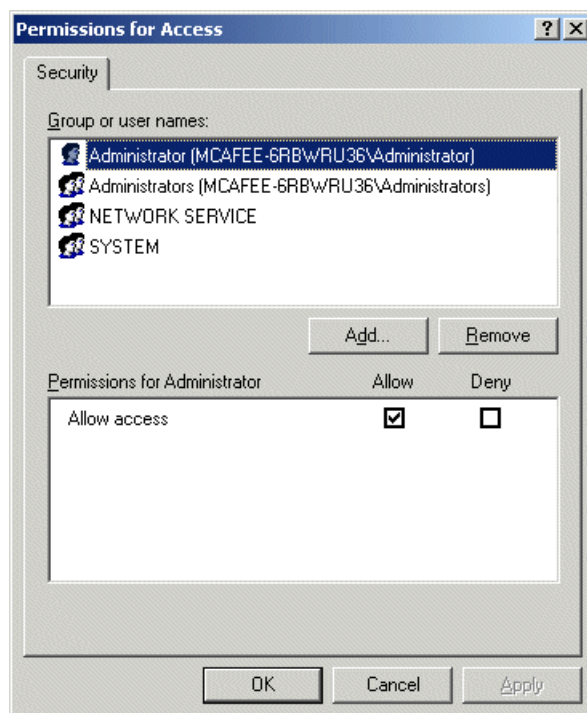 Permissions for Access
Security
Group or user names:
Administrator (MCAFEE-6RBWRU36\Administrator)
Administrators (MCAFEE-6RBWRU36\Administrators)
NETWORK SERVICE
SYSTEM
Add... Remove
Permissions for Administrator Allow Deny
Allow access
OK Cancel Apply